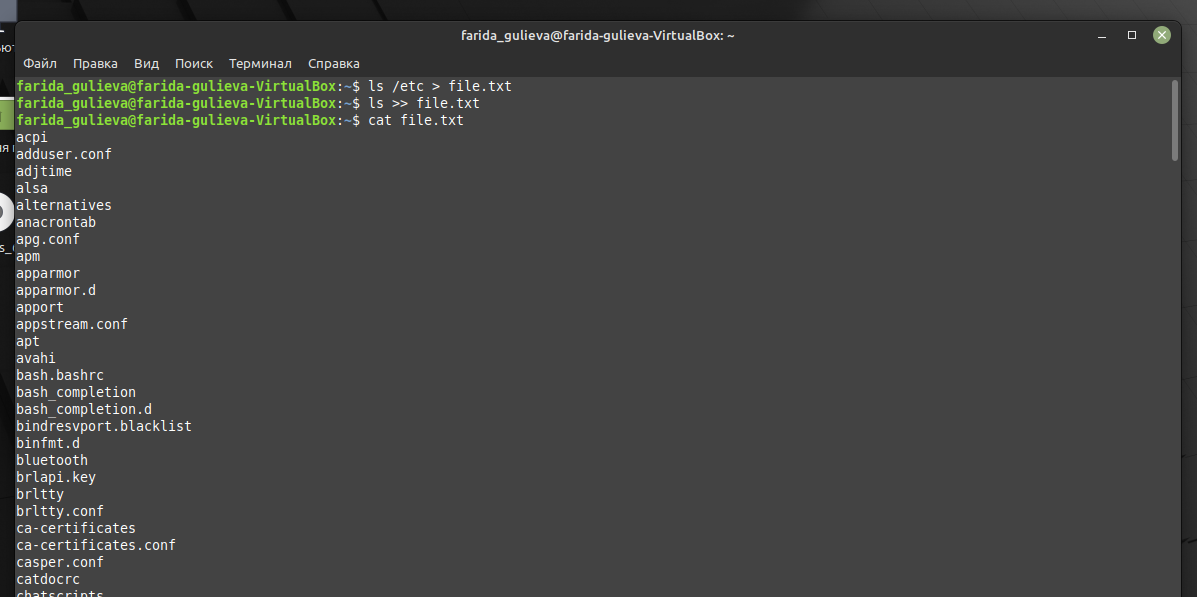 farida_gulieva@farida-gulieva-VirtualBox: ~
Файл Правка Вид Поиск Терминал Справка
farida_gulieva@farida-gulieva-VirtualBox:~$ ls /etc > file.txt
farida_gulieva@farida-gulieva-VirtualBox:~$ ls >> file.txt
farida_gulieva@farida-gulieva-VirtualBox:~$ cat file.txt
acpi
adduser.conf
adjtime
alsa
alternatives
anacrontab
apg.conf
apm
apparmor
apparmor.d
apport
appstream.conf
apt
avahi
bash.bashrc
bash_completion
bash_completion.d
bindresvport.blacklist
binfmt.d
bluetooth
brlapi.key
brltty
brltty.conf
ca-certificates
ca-certificates.conf
casper.conf
catdocrc
chatscripts